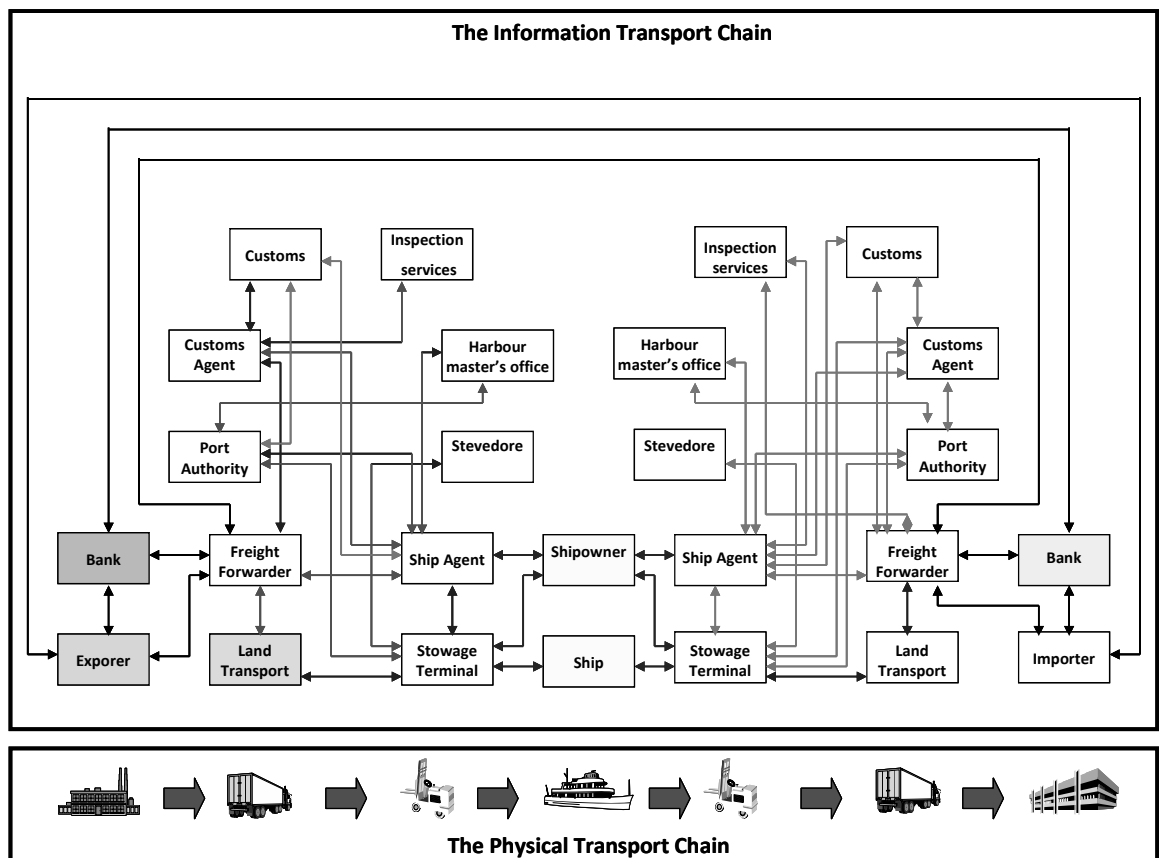 The Information Transport Chain
Customs
Inspection
services
Inspection
services
Customs
Customs
Agent
Harbour
master's office
Harbour
master's office
Customs
Agent
Port
Authority
Stevedore
Stevedore
Port
Authority
Bank
Freight
Forwarder
Ship Agent
Shipowner
Ship Agent
Freight
Forwarder
Bank
Exporer
Land
Transport
Stowage
Terminal
Ship
Stowage
Terminal
Land
Transport
Importer
The Physical Transport Chain